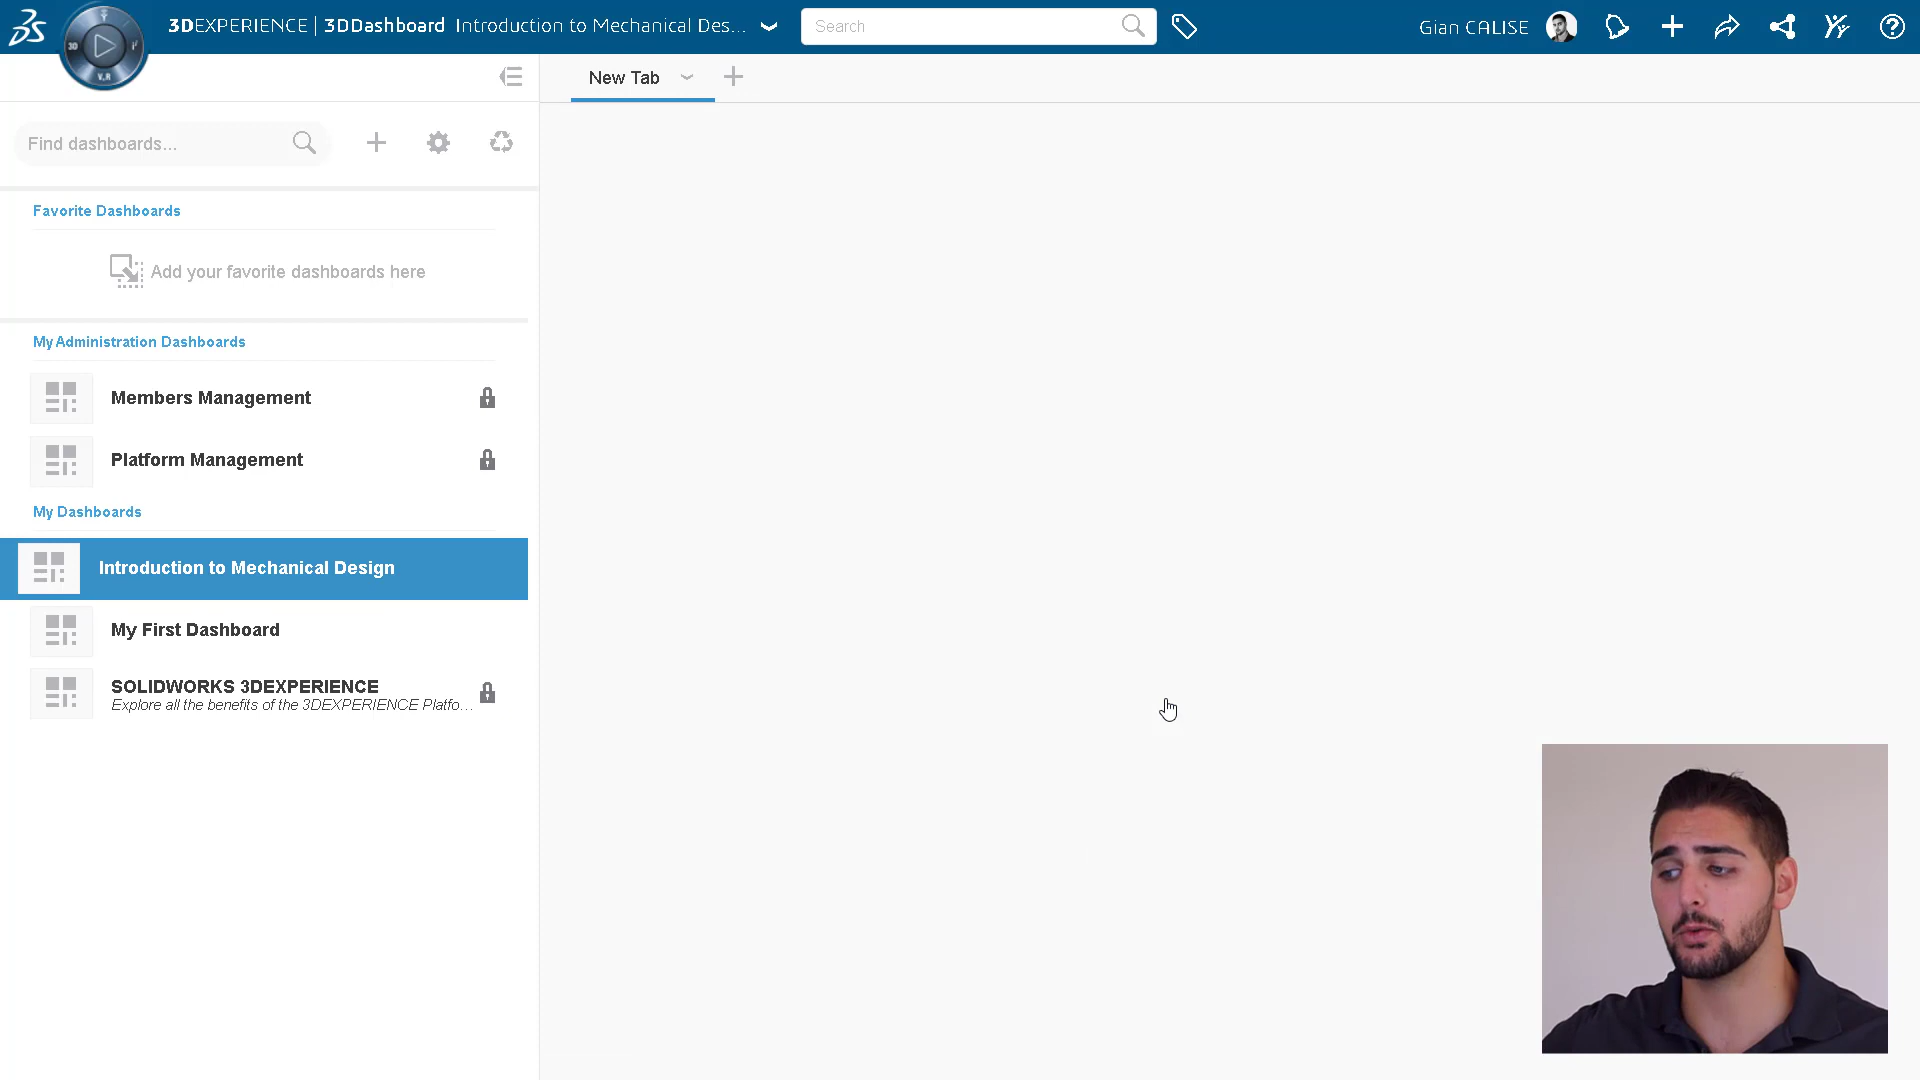 3DEXPERIENCE | 3DDashboard Introduction to Mechanical Des...
Search
Gian CALISE
3D
V.R
New Tab
Find dashboards...
Favorite Dashboards
Add your favorite dashboards here
My Administration Dashboards
Members Management
Platform Management
My Dashboards
Introduction to Mechanical Design
My First Dashboard
SOLIDWORKS 3DEXPERIENCE
Explore all the benefits of the 3DEXPERIENCE Platfo...